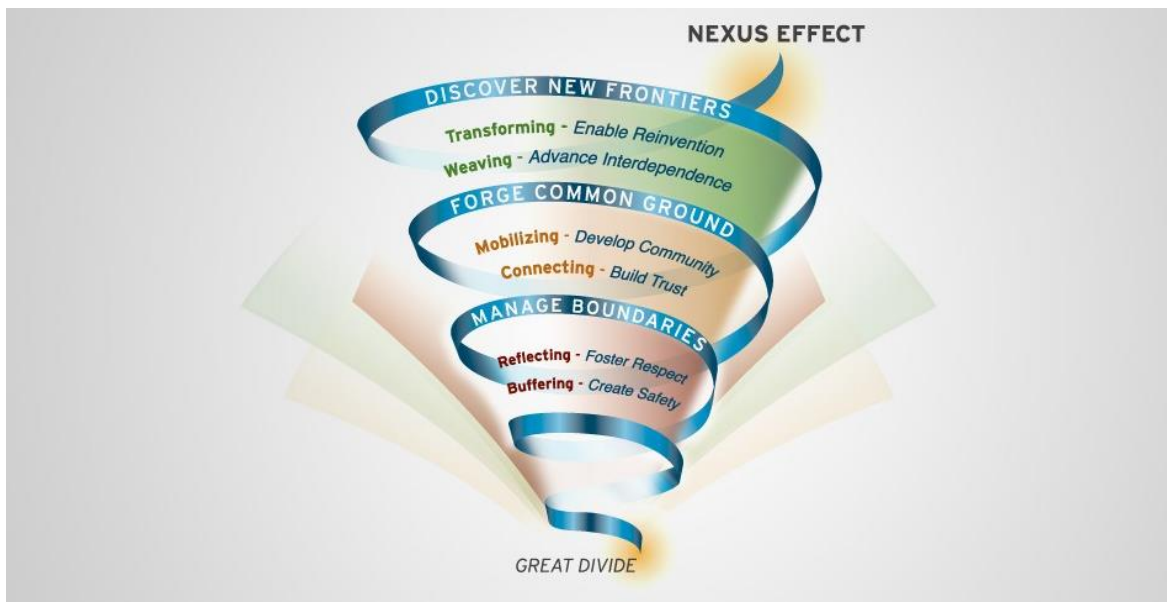 NEXUS EFFECT
DISCOVER NEW FRONTIERS
Transforming - Enable Reinvention
Weaving - Advance Interdependence
FORGE COMMON GROUND
Mobilizing - Develop Community
Connecting - Build Trust
MANAGE BOUNDARIES
Reflecting - Foster Respect
Buffering - Create Safety
GREAT DIVIDE